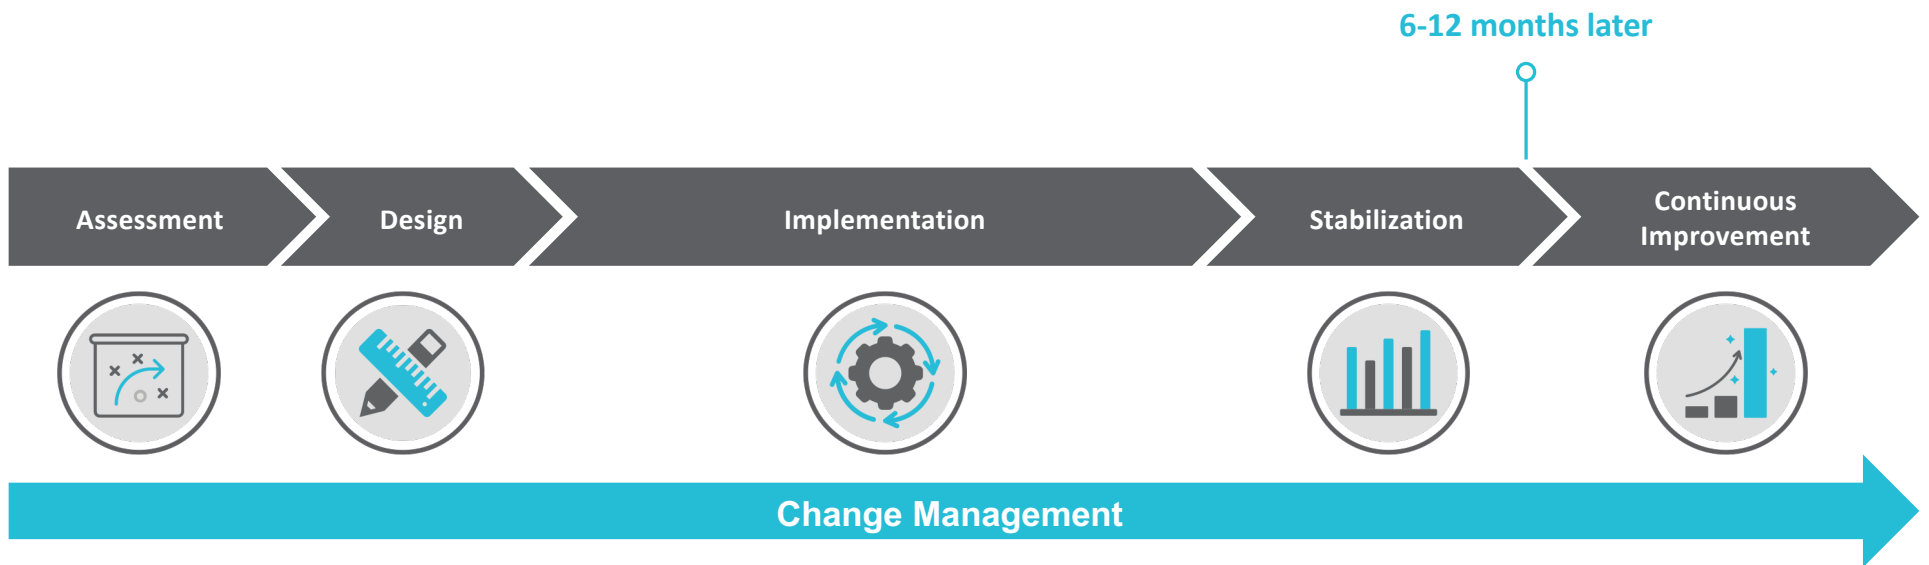 6-12 months later
Assessment
Design
Implementation
Stabilization
Continuous
Improvement
Change Management